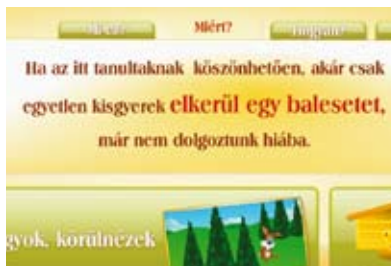 Miért?
Hogyan?
Ha az itt tanultaknak köszönhetően, akár csak
egyetlen kisgyerek elkerül egy balesetet,
már nem dolgoztunk hiába.
gyok, körülnézek